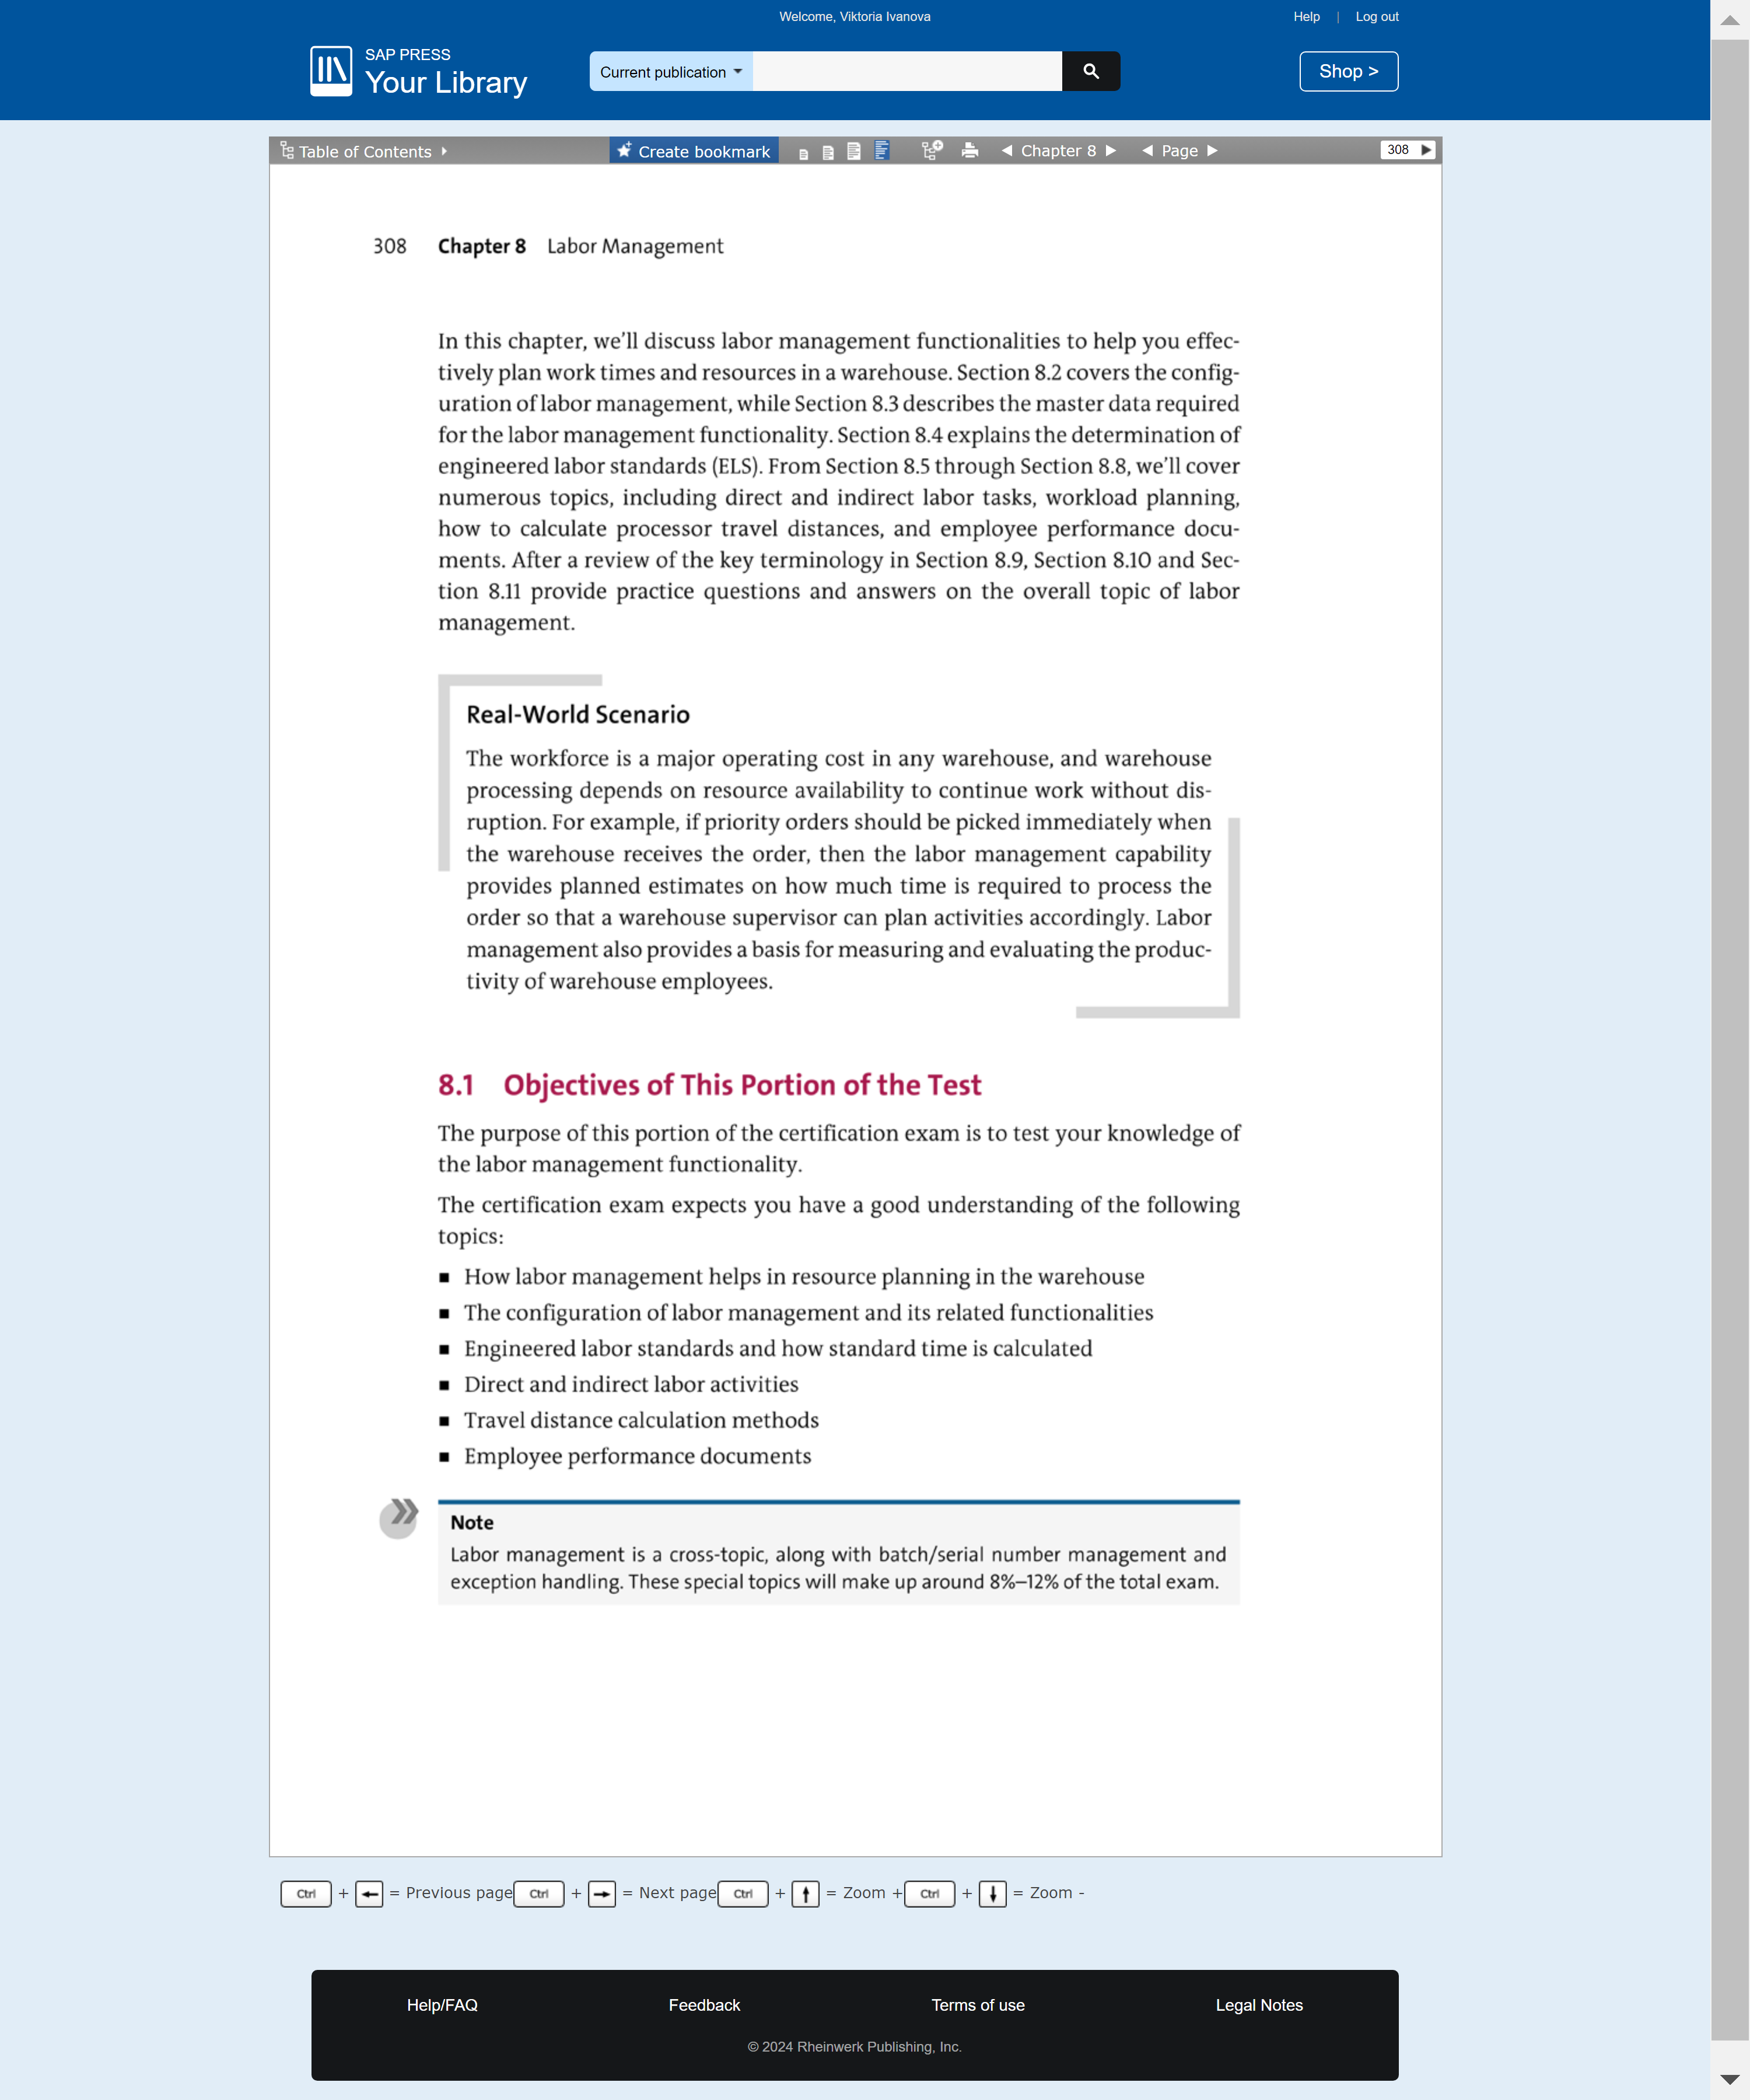 Welcome, Viktoria Ivanova
Help | Log out
SAP PRESS
Your Library
Current publication
Shop >
Table of Contents
Create bookmark
Chapter 8
Page
308
308 Chapter 8 Labor Management
In this chapter, we'll discuss labor management functionalities to help you effec-
tively plan work times and resources in a warehouse. Section 8.2 covers the config-
uration of labor management, while Section 8.3 describes the master data required
for the labor management functionality. Section 8.4 explains the determination of
engineered labor standards (ELS). From Section 8.5 through Section 8.8, we'll cover
numerous topics, including direct and indirect labor tasks, workload planning,
how to calculate processor travel distances, and employee performance docu-
ments. After a review of the key terminology in Section 8.9, Section 8.10 and Sec-
tion 8.11 provide practice questions and answers on the overall topic of labor
management.
Real-World Scenario
The workforce is a major operating cost in any warehouse, and warehouse
processing depends on resource availability to continue work without dis-
ruption. For example, if priority orders should be picked immediately when
the warehouse receives the order, then the labor management capability
provides planned estimates on how much time is required to process the
order so that a warehouse supervisor can plan activities accordingly. Labor
management also provides a basis for measuring and evaluating the produc-
tivity of warehouse employees.
8.1 Objectives of This Portion of the Test
The purpose of this portion of the certification exam is to test your knowledge of
the labor management functionality.
The certification exam expects you have a good understanding of the following
topics:
■ How labor management helps in resource planning in the warehouse
■ The configuration of labor management and its related functionalities
■ Engineered labor standards and how standard time is calculated
■ Direct and indirect labor activities
■ Travel distance calculation methods
■ Employee performance documents
Note
Labor management is a cross-topic, along with batch/serial number management and
exception handling. These special topics will make up around 8%–12% of the total exam.
Ctrl + ← = Previous page Ctrl + → = Next page Ctrl + ↑ = Zoom + Ctrl + ↓ = Zoom -
Help/FAQ Feedback Terms of use Legal Notes
© 2024 Rheinwerk Publishing, Inc.